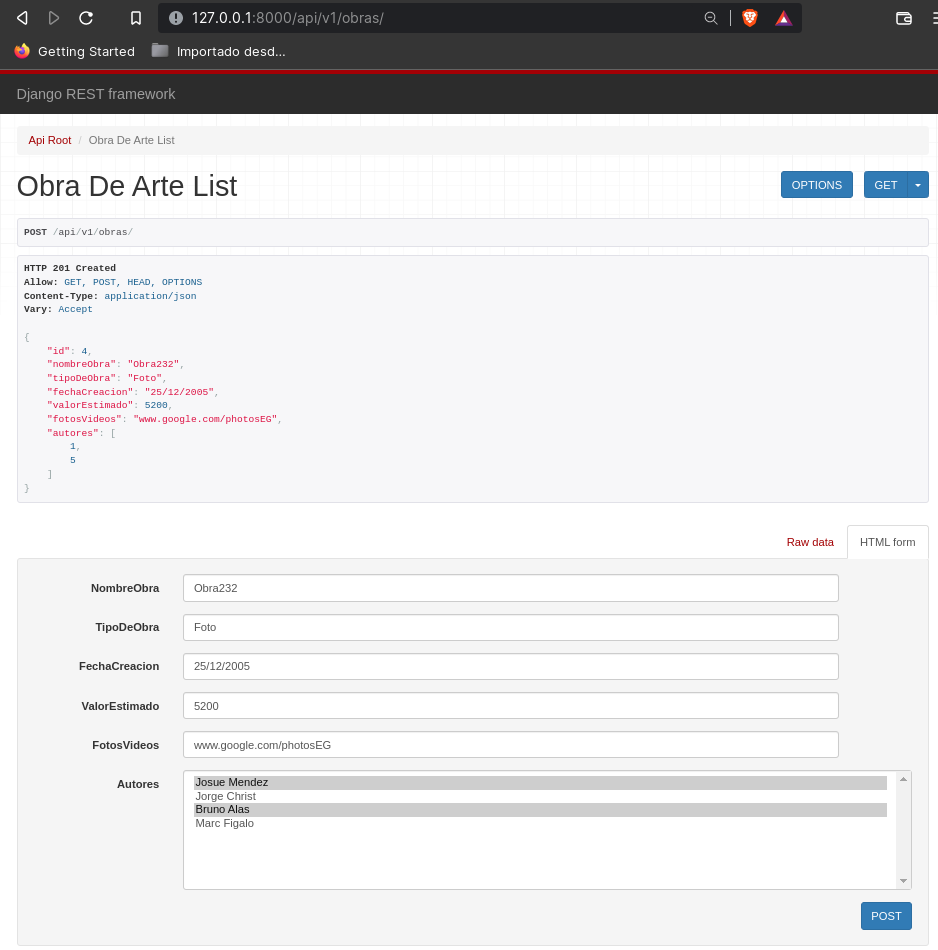 127.0.0.1:8000/api/v1/obras/
Getting Started Importado desd...
Django REST framework
Api Root / Obra De Arte List
Obra De Arte List
OPTIONS GET
POST /api/v1/obras/
HTTP 201 Created
Allow: GET, POST, HEAD, OPTIONS
Content-Type: application/json
Vary: Accept
{
"id": 4,
"nombreObra": "Obra232",
"tipoDeObra": "Foto",
"fechaCreacion": "25/12/2005",
"valorEstimado": 5200,
"fotosVideos": "www.google.com/photosEG",
"autores": [
1,
5
]
}
Raw data HTML form
NombreObra Obra232
TipoDeObra Foto
FechaCreacion 25/12/2005
ValorEstimado 5200
FotosVideos www.google.com/photosEG
Autores Josue Mendez
Jorge Christ
Bruno Alas
Marc Figalo
POST